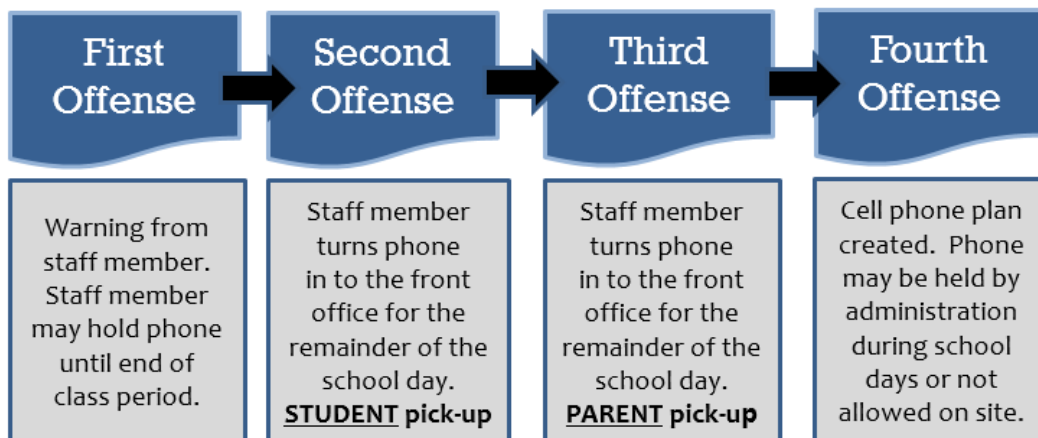 First
Offense
Second
Offense
Third
Offense
Fourth
Offense
Warning from
staff member.
Staff member
may hold phone
until end of
class period.
Staff member
turns phone
in to the front
office for the
remainder of the
school day.
STUDENT pick-up
Staff member
turns phone
in to the front
office for the
remainder of the
school day.
PARENT pick-up
Cell phone plan
created. Phone
may be held by
administration
during school
days or not
allowed on site.